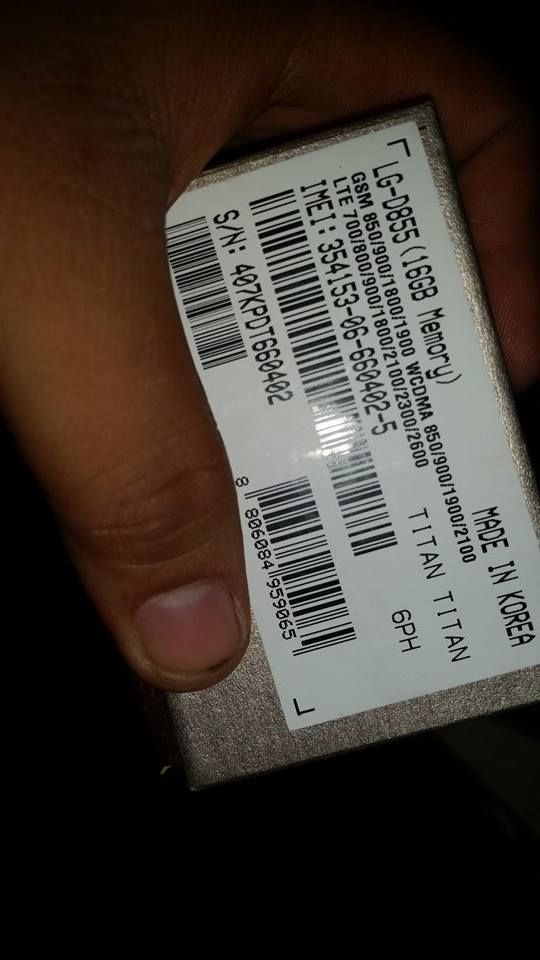 LG-D855(16GB Memory)
MADE IN KOREA
GSM 850/900/1800/1900 WCDMA 850/900/1900/2100
LTE 700/800/900/1800/2100/2300/2600
TITAN TITAN
IMEI: 354153-06-660402-5
6PH
S/N: 407KPDT660402
8 806084 959065